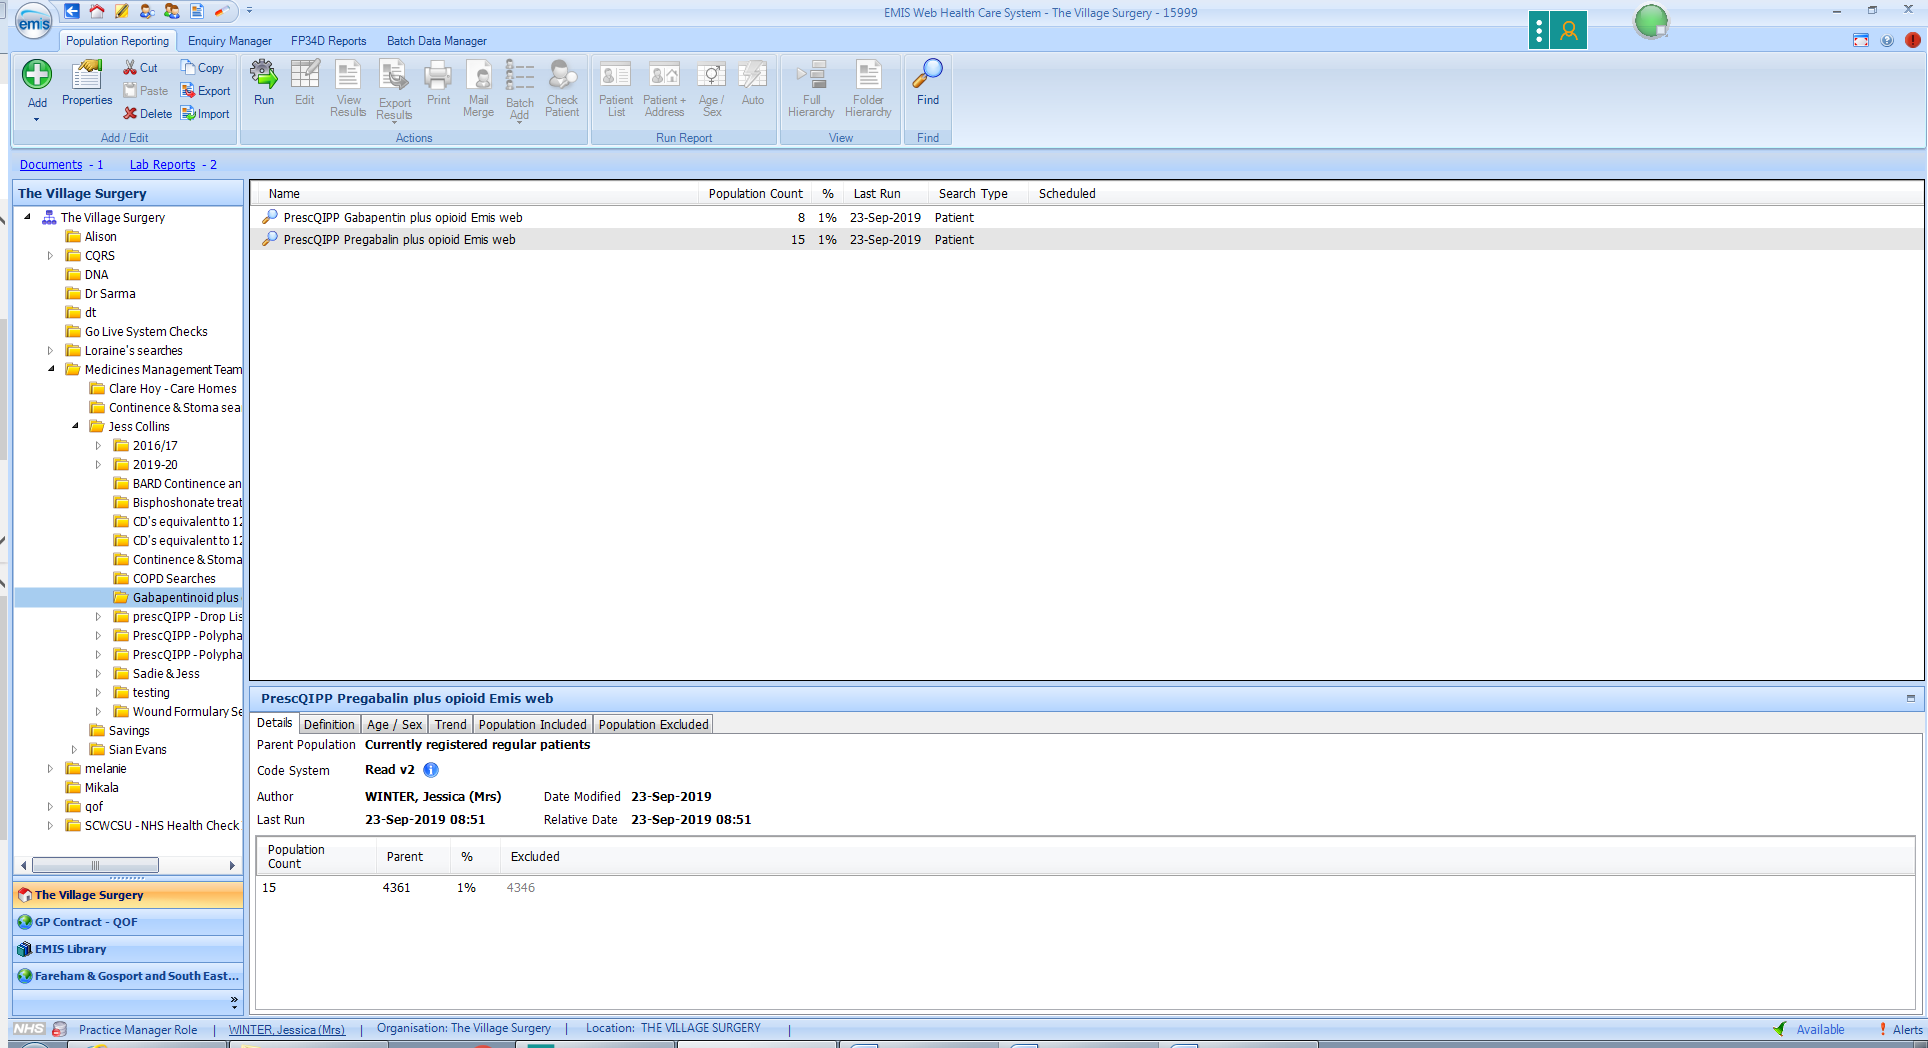 emis
EMIS Web Health Care System - The Village Surgery - 15999
Population Reporting Enquiry Manager FP34D Reports Batch Data Manager
Add
Properties
Cut
Copy
Paste
Export
Delete
Import
Add / Edit
Run
Edit
View Results
Export Results
Print
Mail Merge
Batch Add
Check Patient
Actions
Patient List
Patient + Address
Age / Sex
Auto
Run Report
Full Hierarchy
Folder Hierarchy
View
Find
Find
Documents - 1 Lab Reports - 2
The Village Surgery
The Village Surgery
Alison
CQRS
DNA
Dr Sarma
dt
Go Live System Checks
Loraine's searches
Medicines Management Team
Clare Hoy - Care Homes
Continence & Stoma sea
Jess Collins
2016/17
2019-20
BARD Continence an
Bisphoshonate treat
CD's equivalent to 12
CD's equivalent to 12
Continence & Stoma
COPD Searches
Gabapentinoid plus
prescQIPP - Drop Lis
PrescQIPP - Polypha
PrescQIPP - Polypha
Sadie & Jess
testing
Wound Formulary Se
Savings
Sian Evans
melanie
Mikala
qof
SCWCSU - NHS Health Check
The Village Surgery
GP Contract - QOF
EMIS Library
Fareham & Gosport and South East...
Name Population Count % Last Run Search Type Scheduled
PrescQIPP Gabapentin plus opioid Emis web 8 1% 23-Sep-2019 Patient
PrescQIPP Pregabalin plus opioid Emis web 15 1% 23-Sep-2019 Patient
PrescQIPP Pregabalin plus opioid Emis web
Details Definition Age / Sex Trend Population Included Population Excluded
Parent Population Currently registered regular patients
Code System Read v2
Author WINTER, Jessica (Mrs) Date Modified 23-Sep-2019
Last Run 23-Sep-2019 08:51 Relative Date 23-Sep-2019 08:51
Population Count Parent % Excluded
15 4361 1% 4346
NHS Practice Manager Role | WINTER, Jessica (Mrs) | Organisation: The Village Surgery | Location: THE VILLAGE SURGERY | Available Alerts